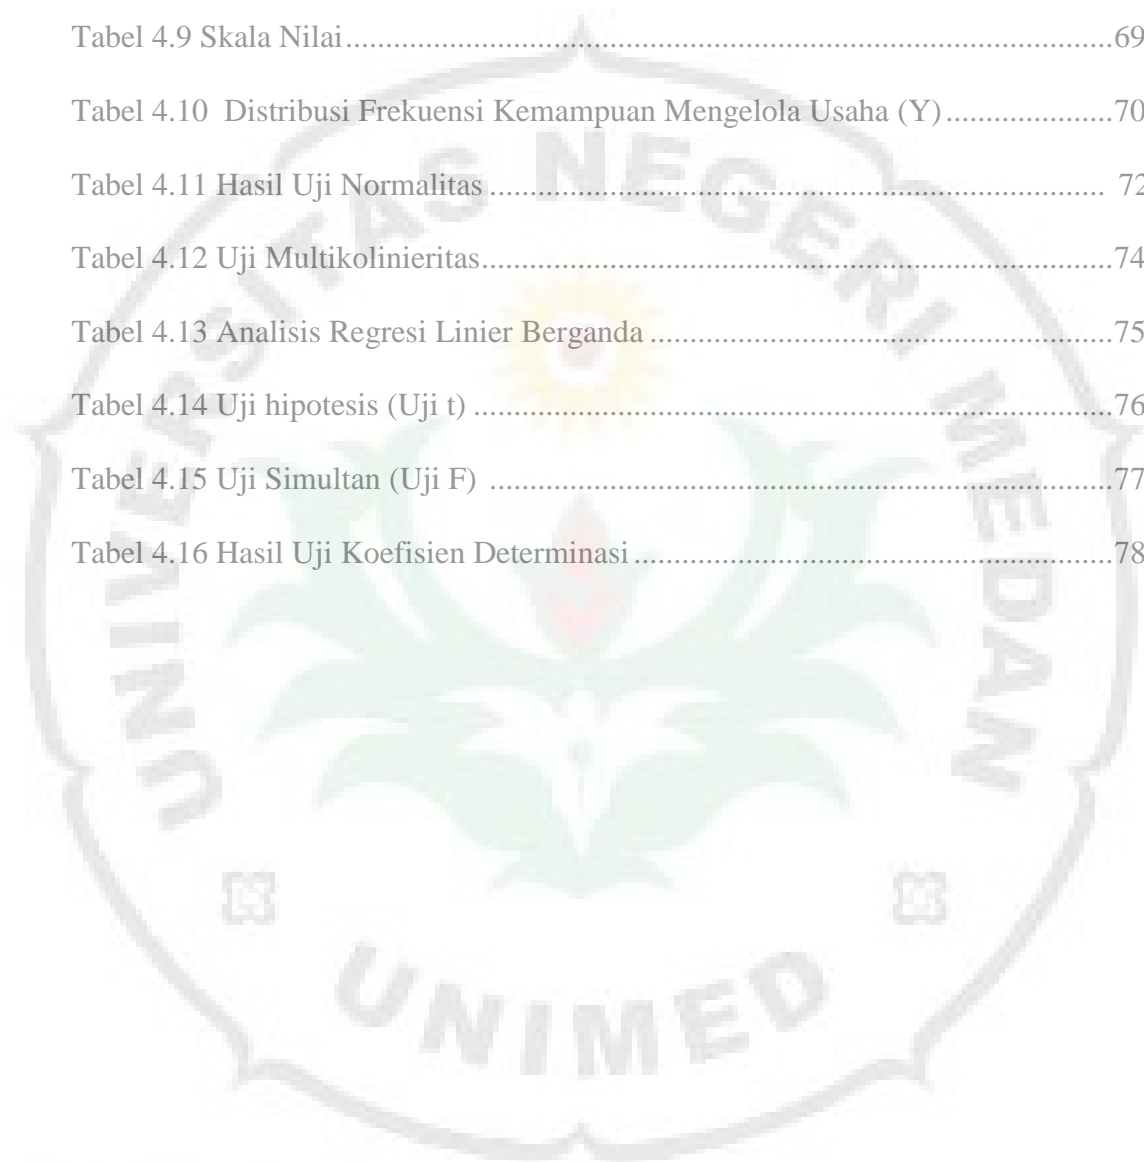 Tabel 4.9 Skala Nilai................................................................................................69
Tabel 4.10  Distribusi Frekuensi Kemampuan Mengelola Usaha (Y).....................70
Tabel 4.11 Hasil Uji Normalitas ............................................................................. 72
Tabel 4.12 Uji Multikolinieritas...............................................................................74
Tabel 4.13 Analisis Regresi Linier Berganda ..........................................................75
Tabel 4.14 Uji hipotesis (Uji t) ................................................................................76
Tabel 4.15 Uji Simultan (Uji F) ..............................................................................77
Tabel 4.16 Hasil Uji Koefisien Determinasi............................................................78
UNIVERSITAS NEGERI MEDAN
UNIMED